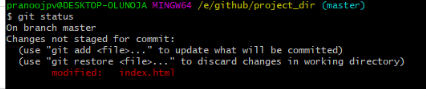 pranoojpv@DESKTOP-OLUNOJA MINGW64 /e/github/project_dir (master)
$ git status
On branch master
Changes not staged for commit:
  (use "git add <file>..." to update what will be committed)
  (use "git restore <file>..." to discard changes in working directory)
        modified:   index.html